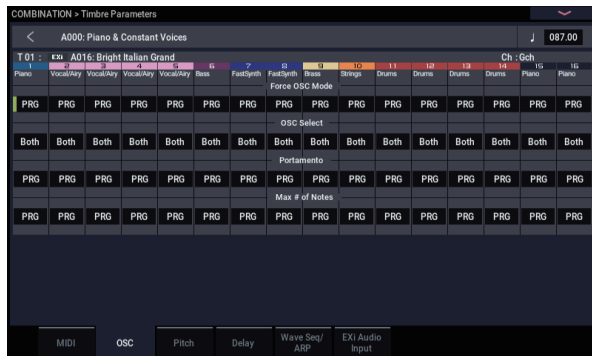 COMBINATION > Timbre Parameters
A000: Piano & Constant Voices ♩ 087.00
T 01 : EXi A016: Bright Italian Grand Ch : Gch
1 2 3 4 5 6 7 8 9 10 11 12 13 14 15 16
Piano Vocal/Airy Vocal/Airy Vocal/Airy Vocal/Airy Bass FastSynth FastSynth Brass Strings Drums Drums Drums Drums Piano Piano
Force OSC Mode
PRG PRG PRG PRG PRG PRG PRG PRG PRG PRG PRG PRG PRG PRG PRG PRG
OSC Select
Both Both Both Both Both Both Both Both Both Both Both Both Both Both Both Both
Portamento
PRG PRG PRG PRG PRG PRG PRG PRG PRG PRG PRG PRG PRG PRG PRG PRG
Max # of Notes
PRG PRG PRG PRG PRG PRG PRG PRG PRG PRG PRG PRG PRG PRG PRG PRG
MIDI OSC Pitch Delay Wave Seq/ EXi Audio
ARP Input